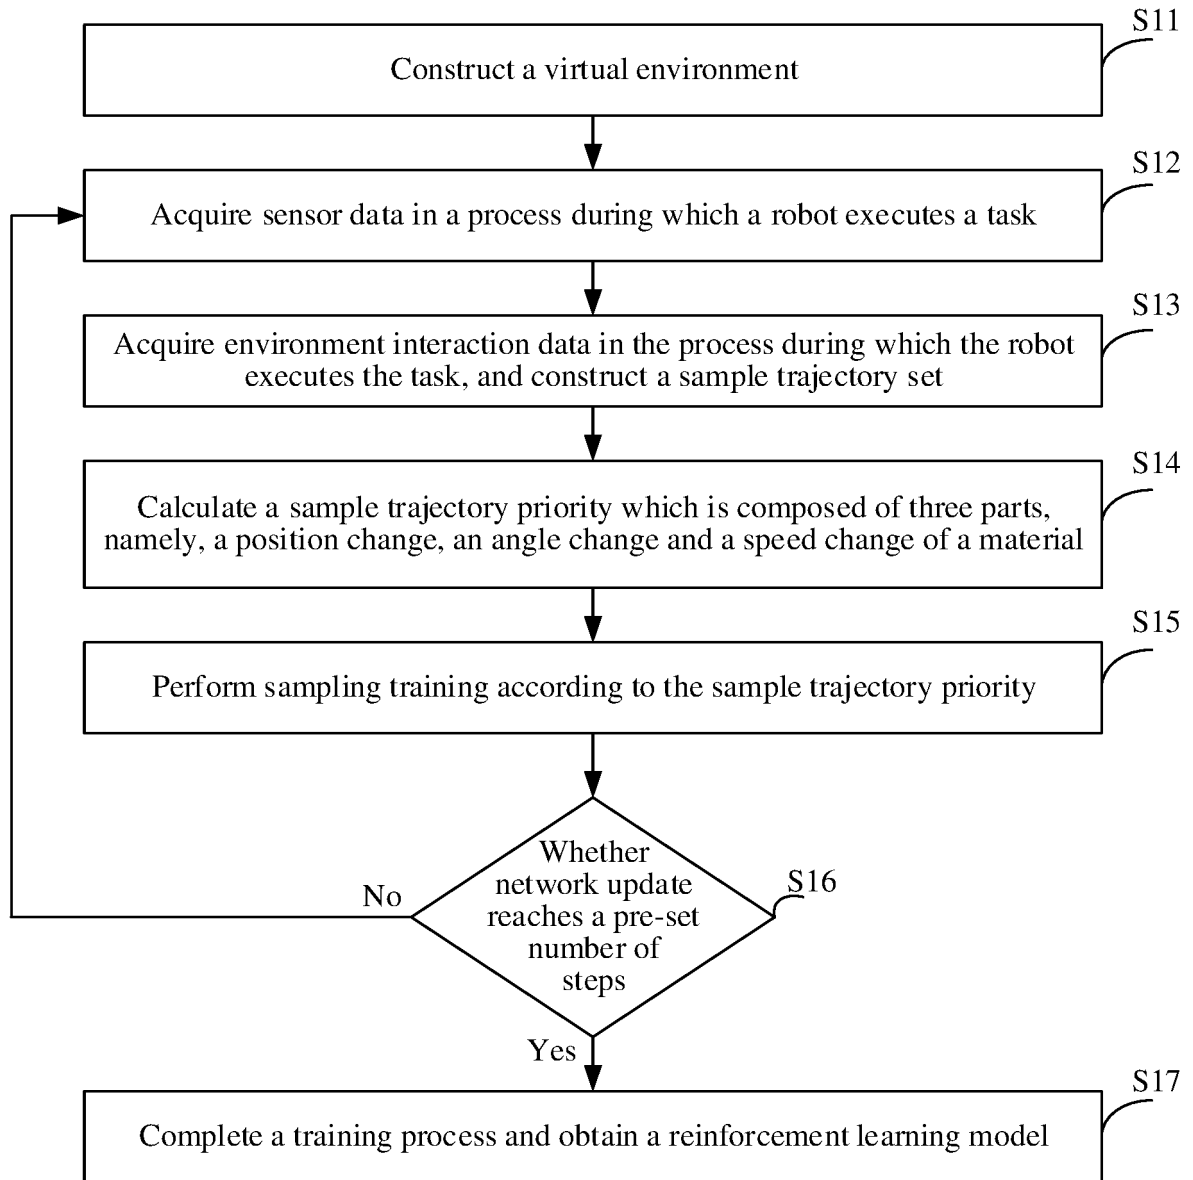 S11
Construct a virtual environment
S12
Acquire sensor data in a process during which a robot executes a task
S13
Acquire environment interaction data in the process during which the robot
executes the task, and construct a sample trajectory set
S14
Calculate a sample trajectory priority which is composed of three parts,
namely, a position change, an angle change and a speed change of a material
S15
Perform sampling training according to the sample trajectory priority
Whether
network update
reaches a pre-set
number of
steps
S16
No
Yes
S17
Complete a training process and obtain a reinforcement learning model